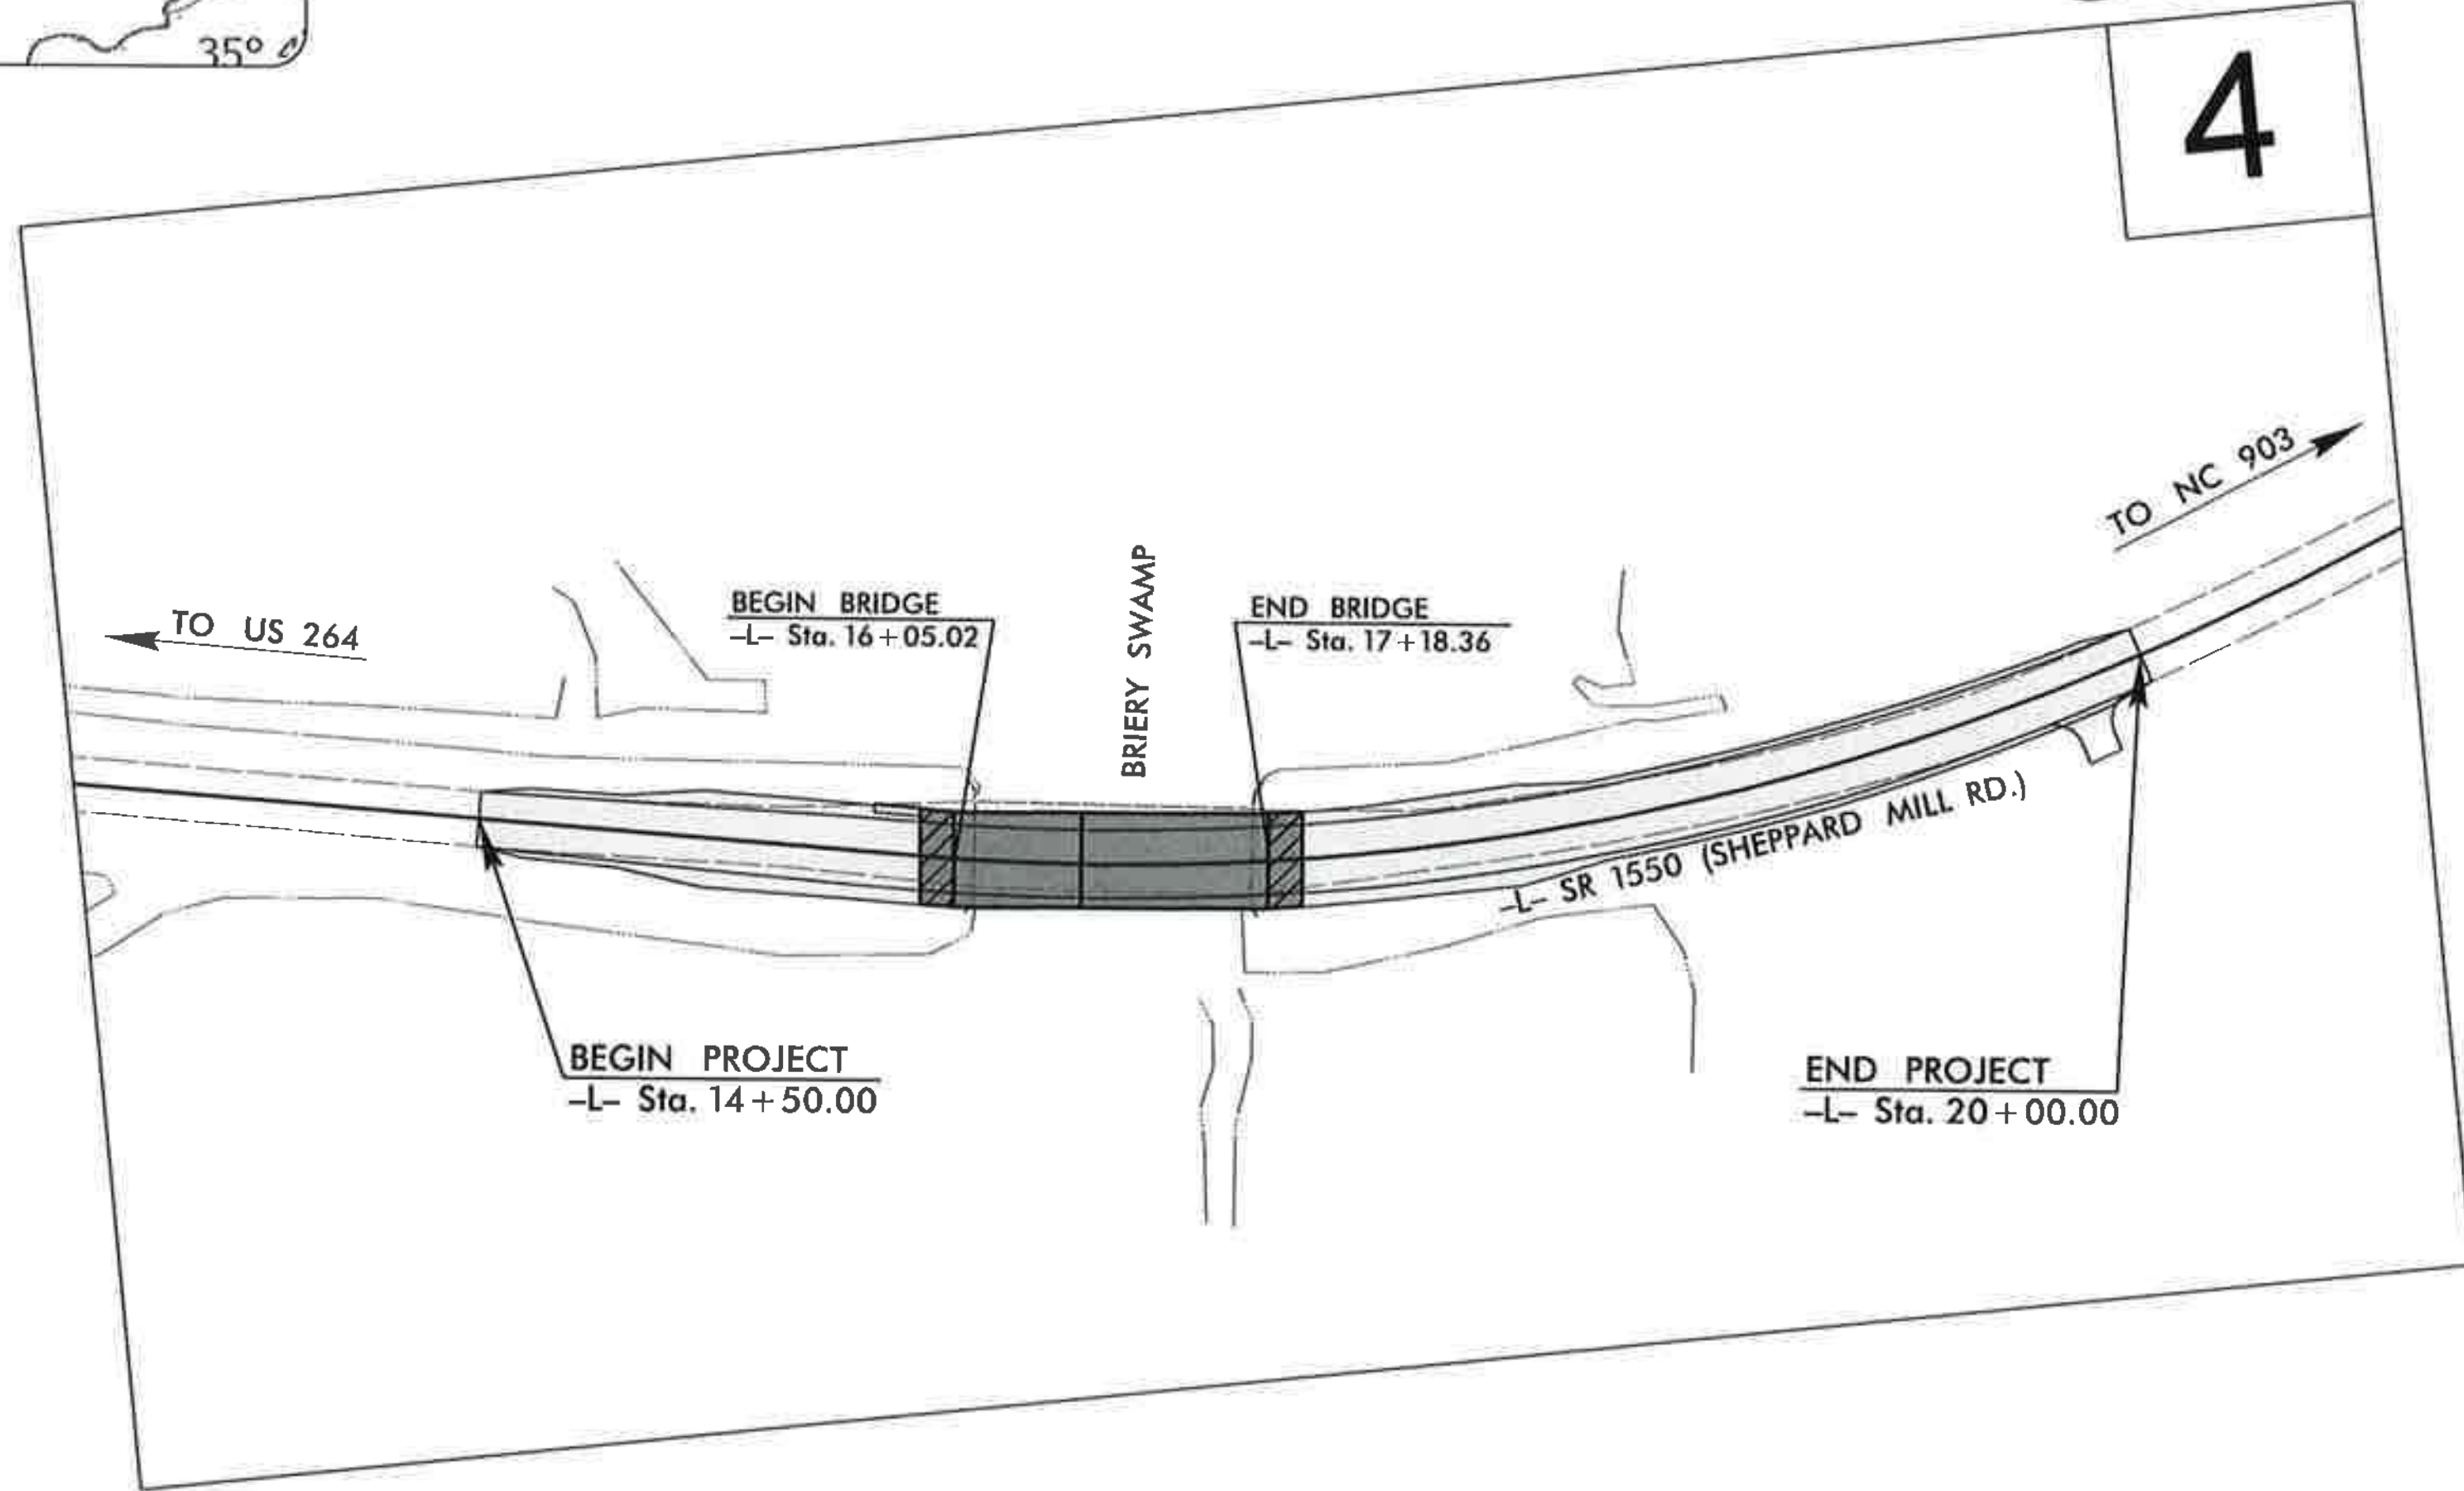 35°
4
TO NC 903
BEGIN BRIDGE
-L- Sta. 16+05.02
BRIERY SWAMP
END BRIDGE
-L- Sta. 17+18.36
TO US 264
-L- SR 1550 (SHEPPARD MILL RD.)
BEGIN PROJECT
-L- Sta. 14+50.00
END PROJECT
-L- Sta. 20+00.00